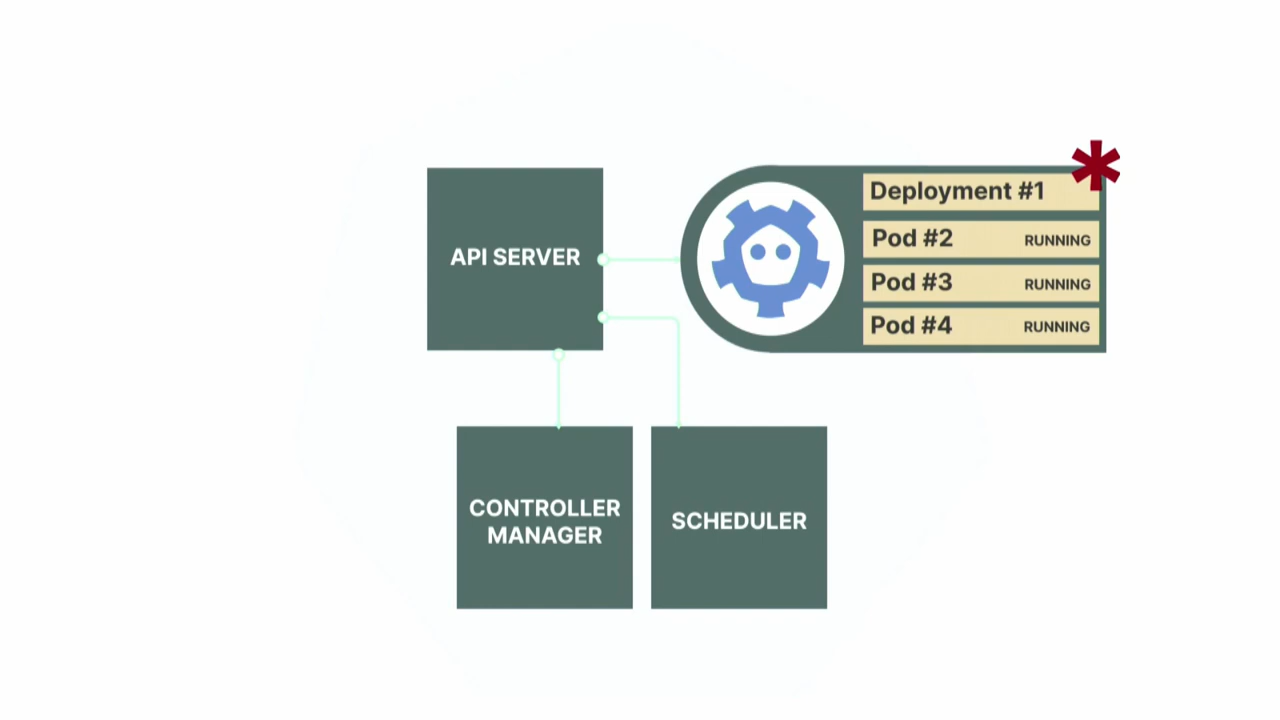 API SERVER
Deployment #1
Pod #2 RUNNING
Pod #3 RUNNING
Pod #4 RUNNING
CONTROLLER
MANAGER
SCHEDULER